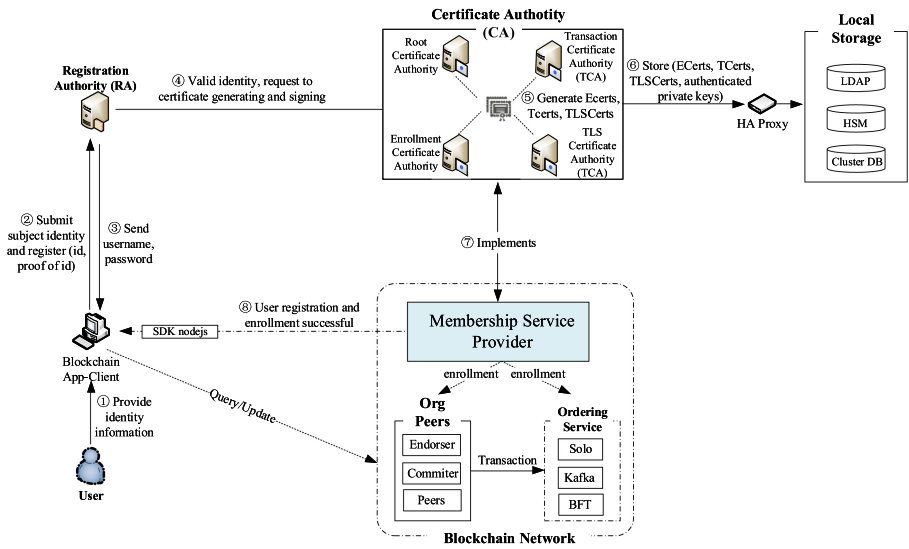 Certificate Authotity
(CA)
Root
Certificate
Authority
Transaction
Certificate
Authority
(TCA)
⑤ Generate Ecerts,
Tcerts, TLSCerts
Enrollment
Certificate
Authority
TLS
Certificate
Authority
(TCA)
Local
Storage
LDAP
HSM
Cluster DB
⑥ Store (ECerts, TCerts,
TLSCerts, authenticated
private keys)
HA Proxy
Registration
Authority (RA)
④ Valid identity, request to
certificate generating and signing
② Submit
subject identity
and register (id,
proof of id)
③ Send
username,
password
⑦ Implements
⑧ User registration and
enrollment successful
SDK nodejs
Membership Service
Provider
Blockchain
App-Client
enrollment
enrollment
Query/Update
① Provide
identity
information
User
Org
Peers
Endorser
Commiter
Peers
Transaction
Ordering
Service
Solo
Kafka
BFT
Blockchain Network